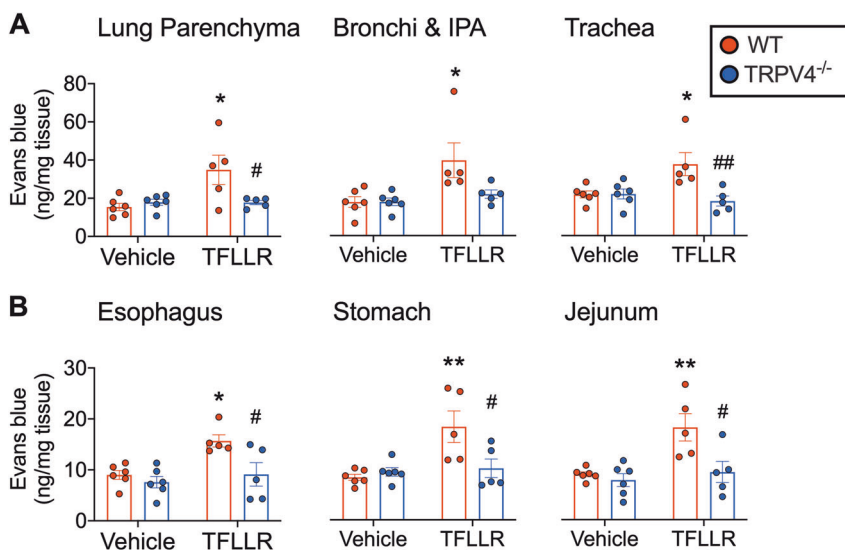 A
Lung Parenchyma
Bronchi & IPA
Trachea
WT
TRPV4-/-
Evans blue
(ng/mg tissue)
80
60
40
20
0
*
#
*
*
##
Vehicle
TFLLR
Vehicle
TFLLR
Vehicle
TFLLR
B
Esophagus
Stomach
Jejunum
Evans blue
(ng/mg tissue)
30
20
10
0
*
#
**
#
**
#
Vehicle
TFLLR
Vehicle
TFLLR
Vehicle
TFLLR